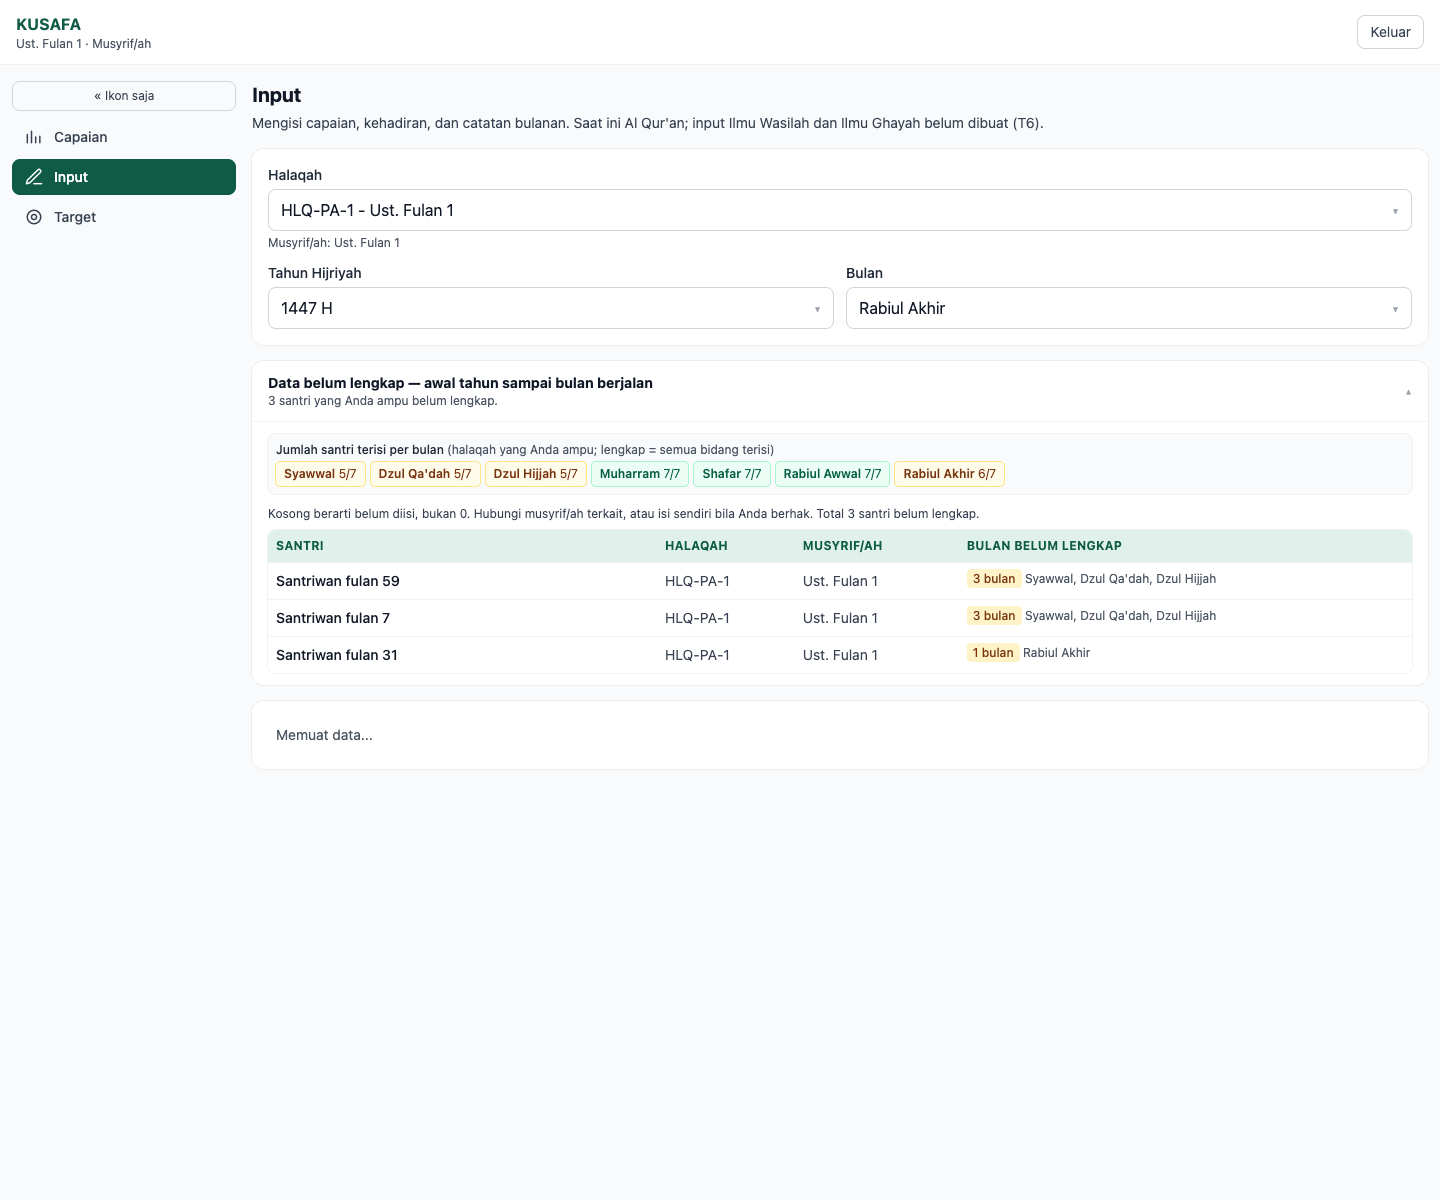 KUSAFA
Ust. Fulan 1 · Musyrif/ah
Keluar
« Ikon saja
Capaian
Input
Target
Input
Mengisi capaian, kehadiran, dan catatan bulanan. Saat ini Al Qur'an; input Ilmu Wasilah dan Ilmu Ghayah belum dibuat (T6).
Halaqah
HLQ-PA-1 - Ust. Fulan 1
Musyrif/ah: Ust. Fulan 1
Tahun Hijriyah
Bulan
1447 H
Rabiul Akhir
Data belum lengkap — awal tahun sampai bulan berjalan
3 santri yang Anda ampu belum lengkap.
Jumlah santri terisi per bulan (halaqah yang Anda ampu; lengkap = semua bidang terisi)
Syawwal 5/7 Dzul Qa'dah 5/7 Dzul Hijjah 5/7 Muharram 7/7 Shafar 7/7 Rabiul Awwal 7/7 Rabiul Akhir 6/7
Kosong berarti belum diisi, bukan 0. Hubungi musyrif/ah terkait, atau isi sendiri bila Anda berhak. Total 3 santri belum lengkap.
SANTRI HALAQAH MUSYRIF/AH BULAN BELUM LENGKAP
Santriwan fulan 59 HLQ-PA-1 Ust. Fulan 1 3 bulan Syawwal, Dzul Qa'dah, Dzul Hijjah
Santriwan fulan 7 HLQ-PA-1 Ust. Fulan 1 3 bulan Syawwal, Dzul Qa'dah, Dzul Hijjah
Santriwan fulan 31 HLQ-PA-1 Ust. Fulan 1 1 bulan Rabiul Akhir
Memuat data...